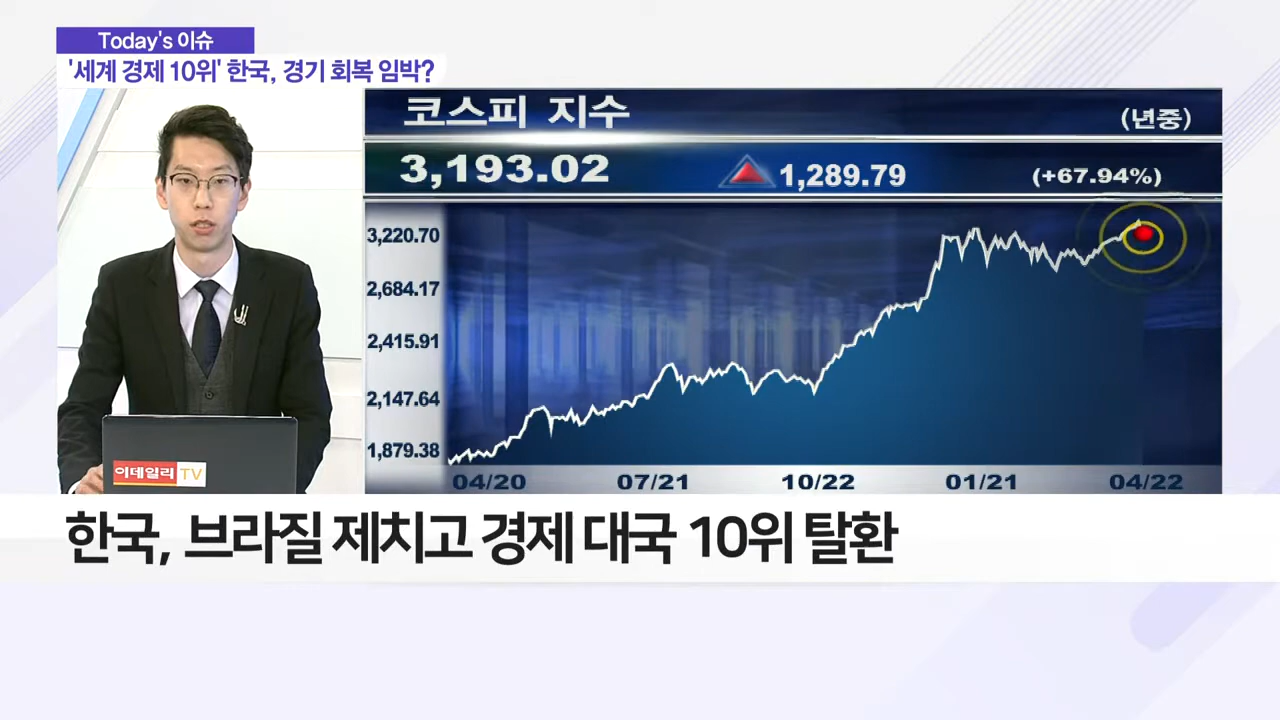 Today's 이슈
'세계 경제 10위' 한국, 경기 회복 임박?
코스피 지수
(년중)
3,193.02
1,289.79
(+67.94%)
3,220.70
2,684.17
2,415.91
2,147.64
1,879.38
04/20
07/21
10/22
01/21
04/22
이데일리 TV
한국, 브라질 제치고 경제 대국 10위 탈환